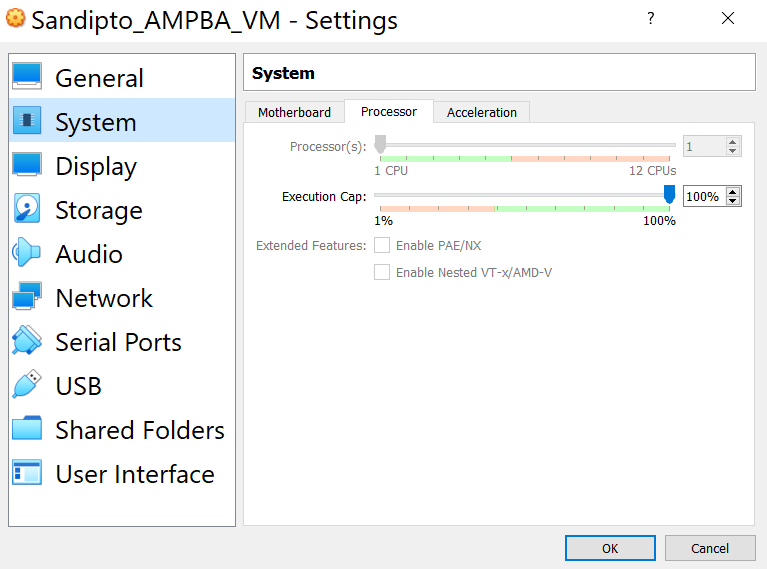 Sandipto_AMPBA_VM - Settings
?
General
System
Display
Storage
Audio
Network
Serial Ports
USB
Shared Folders
User Interface
System
Motherboard Processor Acceleration
Processor(s): 1
1 CPU 12 CPUs
Execution Cap: 100%
1% 100%
Extended Features: Enable PAE/NX
Enable Nested VT-x/AMD-V
OK Cancel